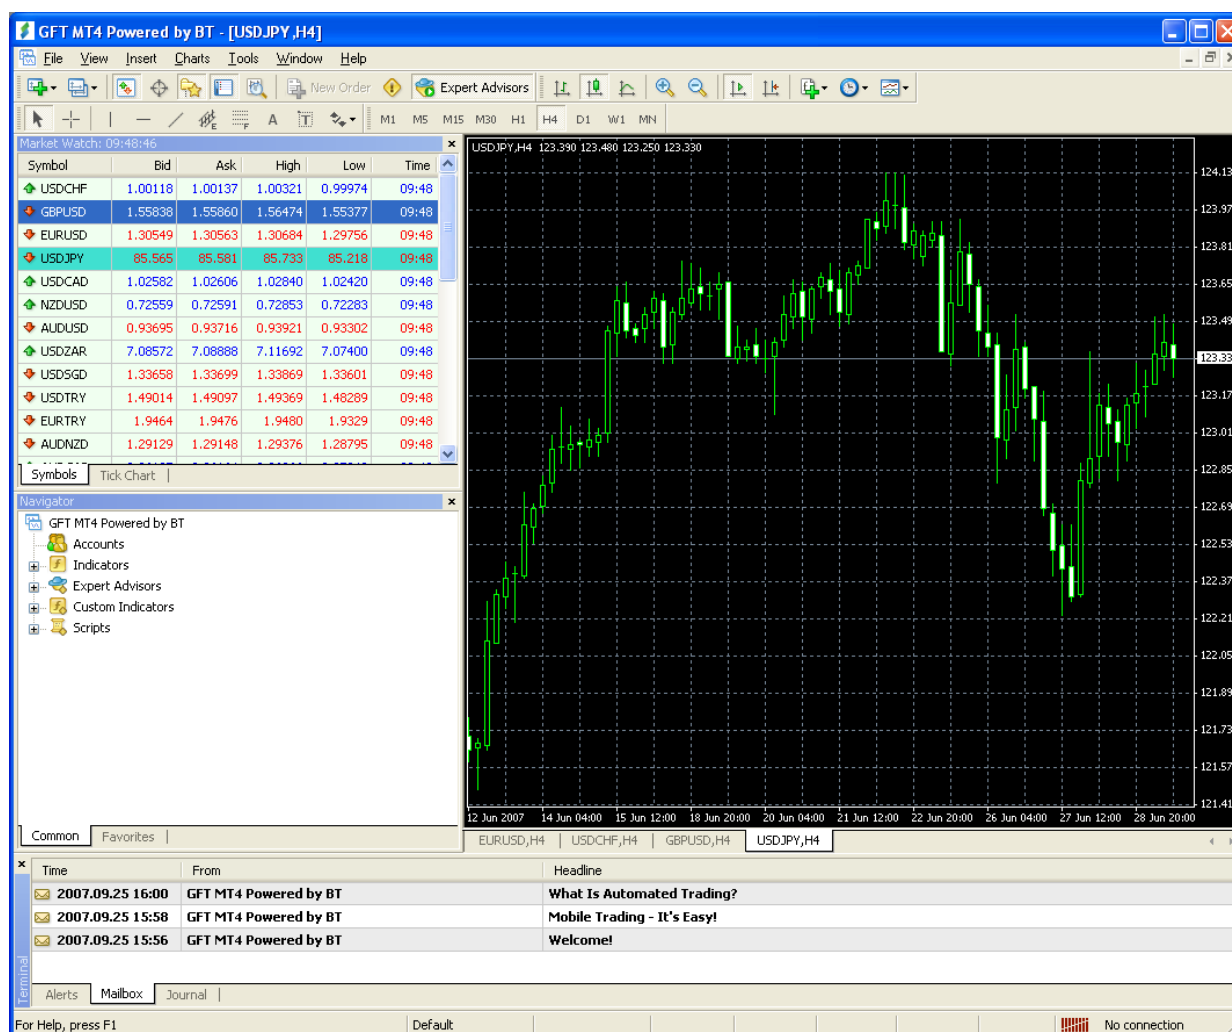 GFT MT4 Powered by BT - [USDJPY,H4]
File View Insert Charts Tools Window Help
New Order Expert Advisors
A T M1 M5 M15 M30 H1 H4 D1 W1 MN
Market Watch: 09:48:46
Symbol Bid Ask High Low Time
USDCHF 1.00118 1.00137 1.00321 0.99974 09:48
GBPUSD 1.55838 1.55860 1.56474 1.55377 09:48
EURUSD 1.30549 1.30563 1.30684 1.29756 09:48
USDJPY 85.565 85.581 85.733 85.218 09:48
USDCAD 1.02582 1.02606 1.02840 1.02420 09:48
NZDUSD 0.72559 0.72591 0.72853 0.72283 09:48
AUDUSD 0.93695 0.93716 0.93921 0.93302 09:48
USDZAR 7.08572 7.08888 7.11692 7.07400 09:48
USDSGD 1.33658 1.33699 1.33869 1.33601 09:48
USDTRY 1.49014 1.49097 1.49369 1.48289 09:48
EURTRY 1.9464 1.9476 1.9480 1.9329 09:48
AUDNZD 1.29129 1.29148 1.29376 1.28795 09:48
Symbols Tick Chart
Navigator
GFT MT4 Powered by BT
Accounts
Indicators
Expert Advisors
Custom Indicators
Scripts
Common Favorites
USDJPY,H4 123.390 123.480 123.250 123.330
124.13
123.97
123.81
123.65
123.49
123.33
123.17
123.01
122.85
122.69
122.53
122.37
122.21
122.05
121.89
121.73
121.57
121.41
12 Jun 2007 14 Jun 04:00 15 Jun 12:00 18 Jun 20:00 20 Jun 04:00 21 Jun 12:00 22 Jun 20:00 26 Jun 04:00 27 Jun 12:00 28 Jun 20:00
EURUSD,H4 USDCHF,H4 GBPUSD,H4 USDJPY,H4
Time From Headline
2007.09.25 16:00 GFT MT4 Powered by BT What Is Automated Trading?
2007.09.25 15:58 GFT MT4 Powered by BT Mobile Trading - It's Easy!
2007.09.25 15:56 GFT MT4 Powered by BT Welcome!
Terminal
Alerts Mailbox Journal
For Help, press F1 Default No connection